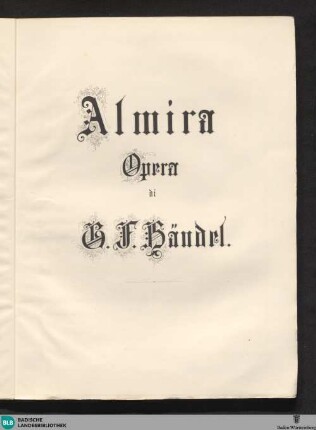 Almira
Opera
di
G. F. Händel.
BLB
BADISCHE
LANDESBIBLIOTHEK
Baden-Württemberg